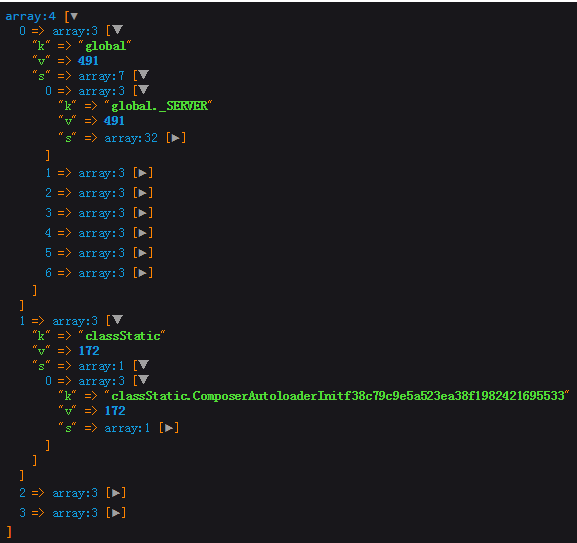 array:4 [▼
  0 => array:3 [▼
    "k" => "global"
    "v" => 491
    "s" => array:7 [▼
      0 => array:3 [▼
        "k" => "global._SERVER"
        "v" => 491
        "s" => array:32 [▶]
      ]
      1 => array:3 [▶]
      2 => array:3 [▶]
      3 => array:3 [▶]
      4 => array:3 [▶]
      5 => array:3 [▶]
      6 => array:3 [▶]
    ]
  ]
  1 => array:3 [▼
    "k" => "classStatic"
    "v" => 172
    "s" => array:1 [▼
      0 => array:3 [▼
        "k" => "classStatic.ComposerAutoloaderInitf38c79c9e5a523ea38f1982421695533"
        "v" => 172
        "s" => array:1 [▶]
      ]
    ]
  ]
  2 => array:3 [▶]
  3 => array:3 [▶]
]